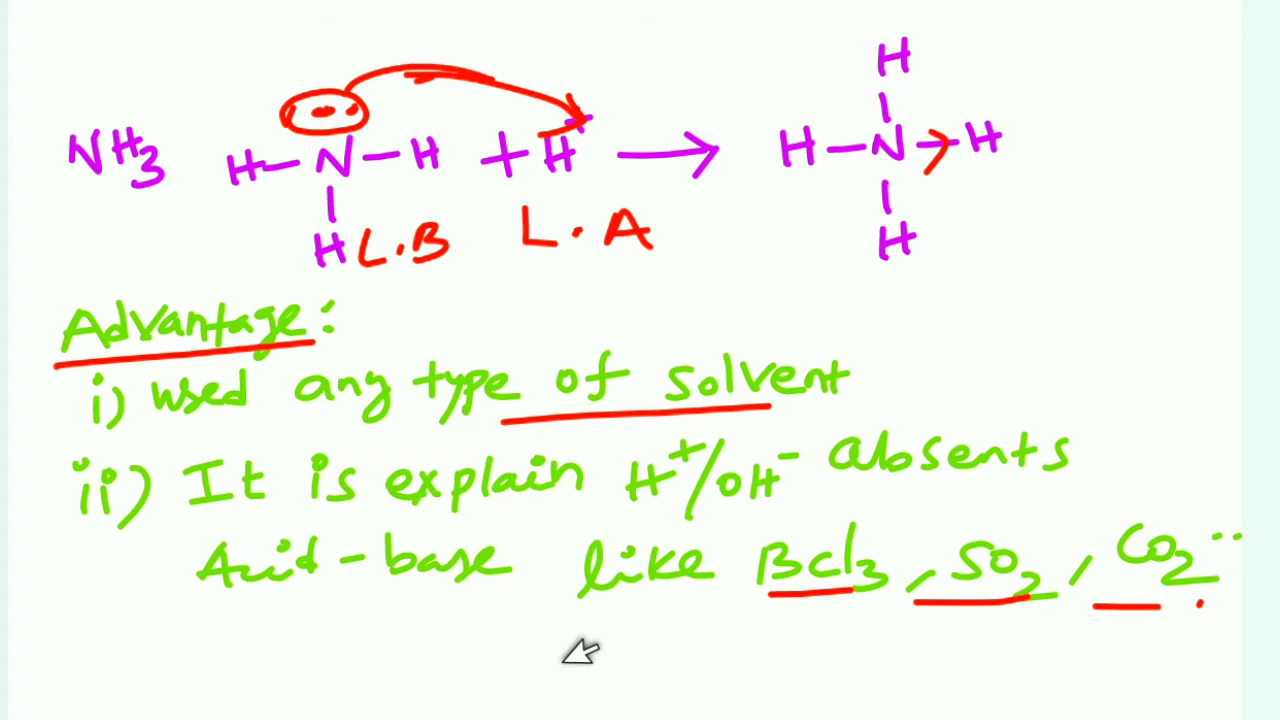 H H
NH3 H-N-H + H+ → H-N→H
H L.B L.A H
Advantage:
i) used any type of solvent
ii) It is explain H+/OH- absents
Acid-base like BCl3, SO2, CO2..